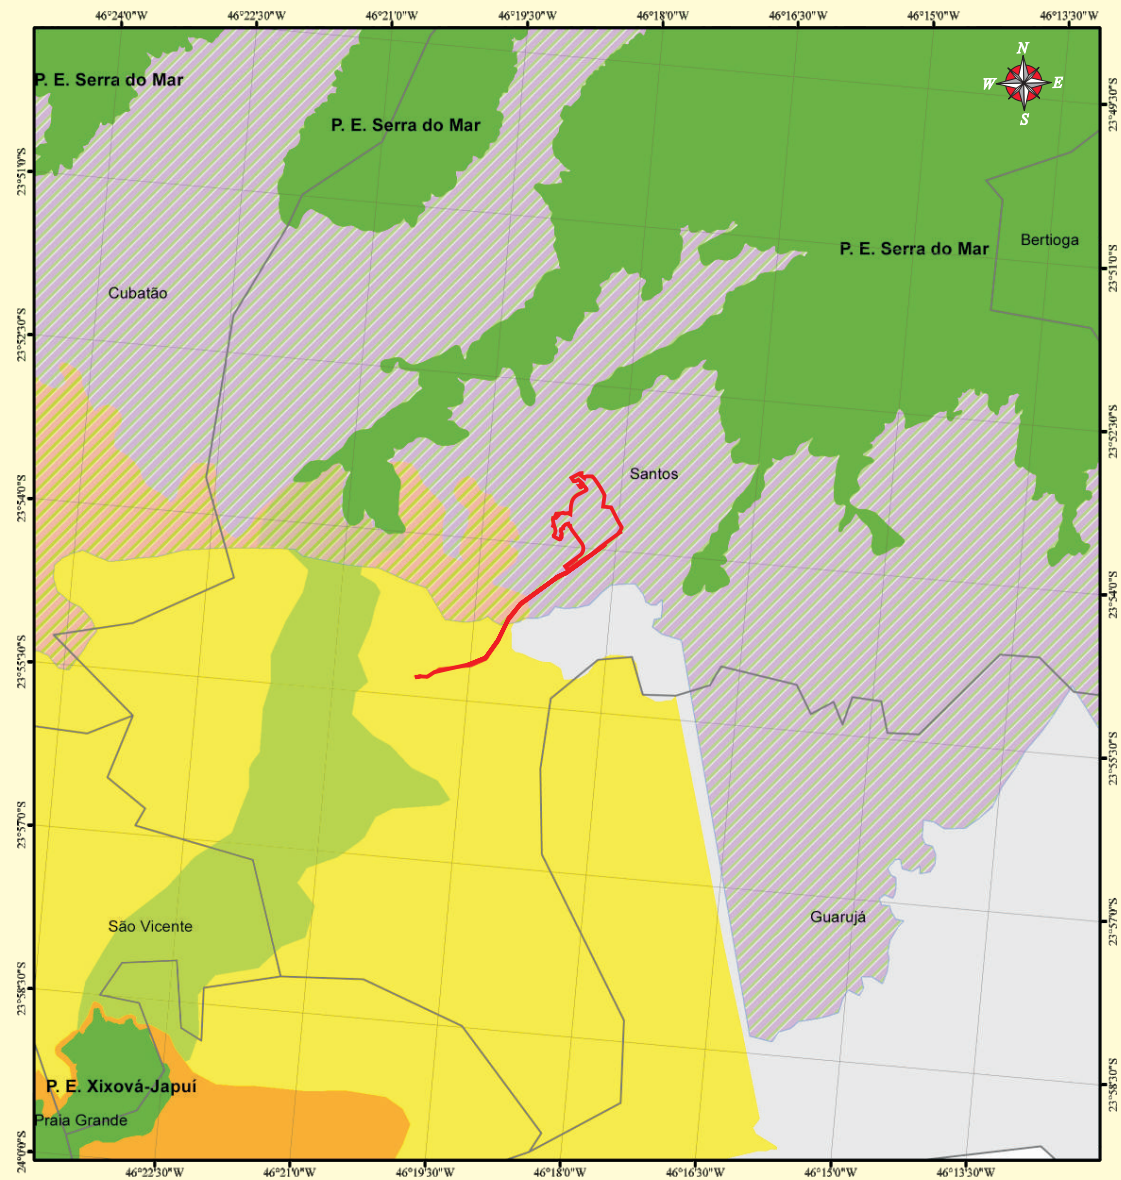 46°24'0"W 46°22'30"W 46°21'0"W 46°19'30"W 46°18'0"W 46°16'30"W 46°15'0"W 46°13'30"W
N
W E
S
P. E. Serra do Mar
P. E. Serra do Mar
P. E. Serra do Mar
Bertioga
Cubatão
Santos
Guarujá
São Vicente
P. E. Xixová-Japuí
Praia Grande
23°51'0"S
23°52'30"S
23°54'0"S
23°55'30"S
23°57'0"S
23°58'30"S
24°0'0"S
23°49'30"S
23°51'0"S
23°52'30"S
23°54'0"S
23°55'30"S
23°57'0"S
23°58'30"S
46°22'30"W 46°21'0"W 46°19'30"W 46°18'0"W 46°16'30"W 46°15'0"W 46°13'30"W